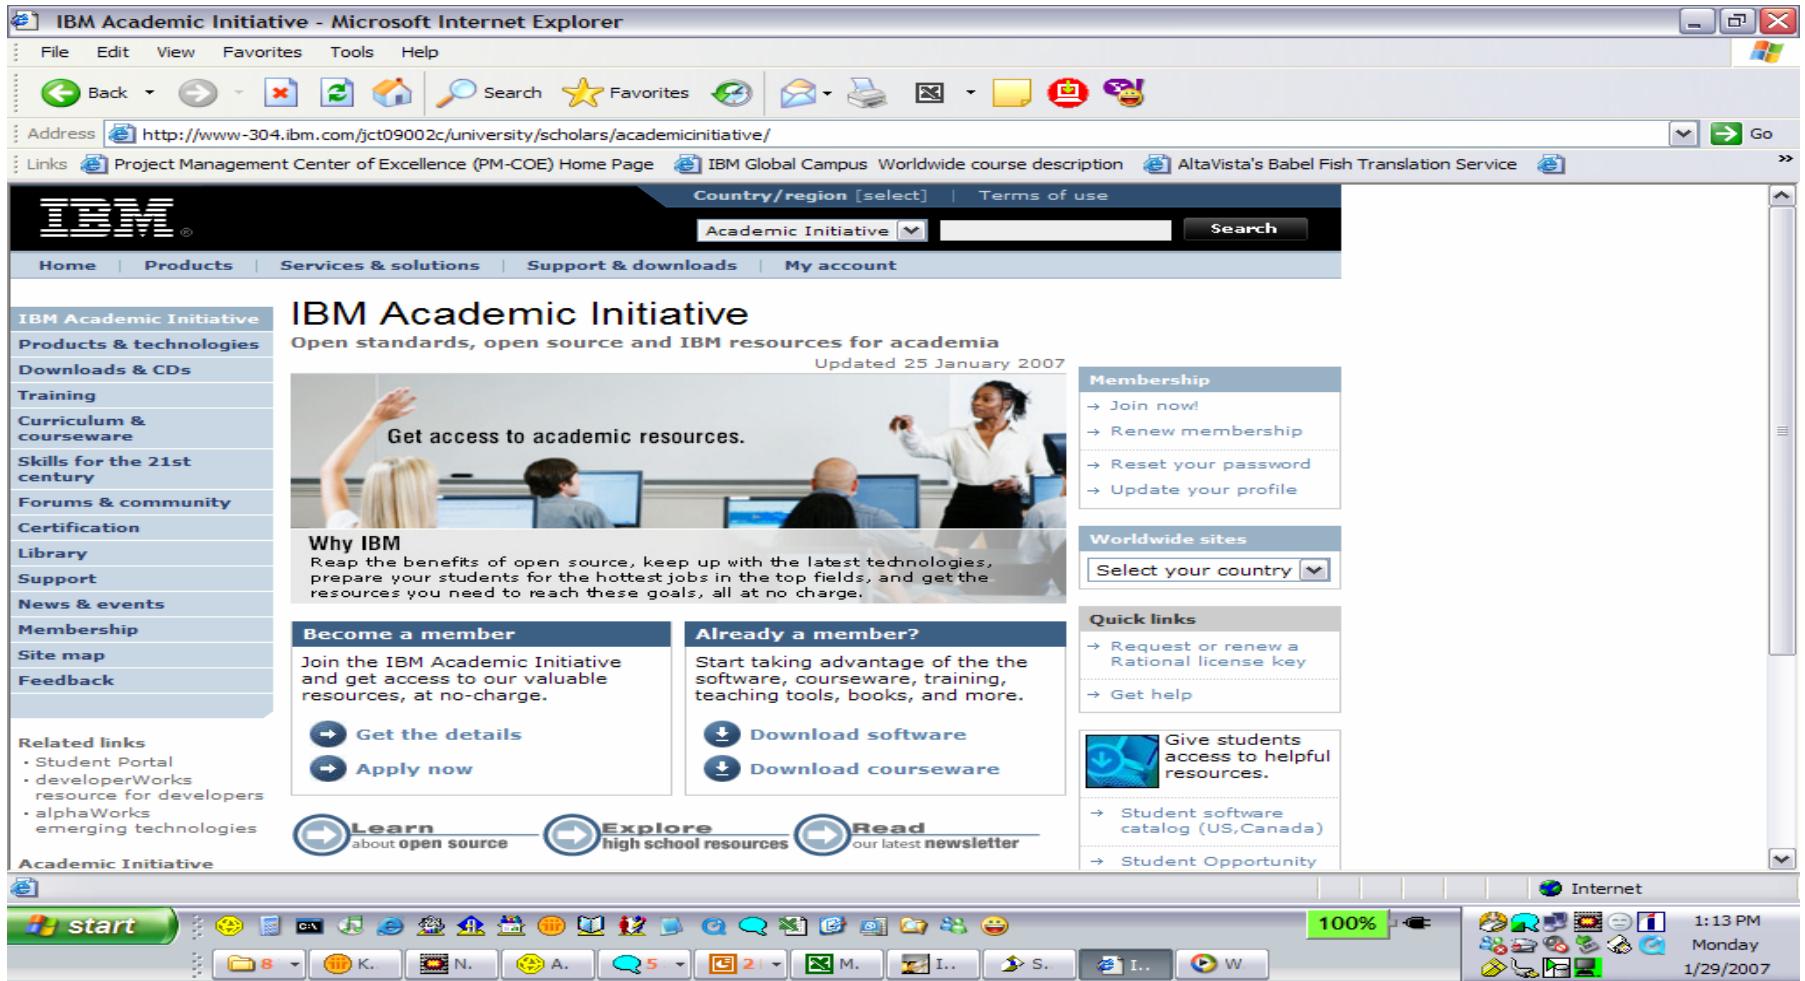 IBM Academic Initiative - Microsoft Internet Explorer
File Edit View Favorites Tools Help
Back Search Favorites
Address http://www-304.ibm.com/jct09002c/university/scholars/academicinitiative/ Go
Links Project Management Center of Excellence (PM-COE) Home Page IBM Global Campus Worldwide course description AltaVista's Babel Fish Translation Service »
Country/region [select] | Terms of use
IBM ®
Academic Initiative Search
Home | Products | Services & solutions | Support & downloads | My account
IBM Academic Initiative
Products & technologies
Downloads & CDs
Training
Curriculum &
courseware
Skills for the 21st
century
Forums & community
Certification
Library
Support
News & events
Membership
Site map
Feedback
Related links
· Student Portal
· developerWorks
resource for developers
· alphaWorks
emerging technologies
Academic Initiative
IBM Academic Initiative
Open standards, open source and IBM resources for academia
Updated 25 January 2007
Get access to academic resources.
Why IBM
Reap the benefits of open source, keep up with the latest technologies,
prepare your students for the hottest jobs in the top fields, and get the
resources you need to reach these goals, all at no charge.
Become a member
Join the IBM Academic Initiative
and get access to our valuable
resources, at no-charge.
Get the details
Apply now
Already a member?
Start taking advantage of the the
software, courseware, training,
teaching tools, books, and more.
Download software
Download courseware
Learn
about open source
Explore
high school resources
Read
our latest newsletter
Membership
→ Join now!
→ Renew membership
→ Reset your password
→ Update your profile
Worldwide sites
Select your country
Quick links
→ Request or renew a
Rational license key
→ Get help
Give students
access to helpful
resources.
→ Student software
catalog (US,Canada)
→ Student Opportunity
Internet
start 100% 1:13 PM
Monday
8 K.. N.. A.. 5 2 M.. I.. S.. I.. W
1/29/2007